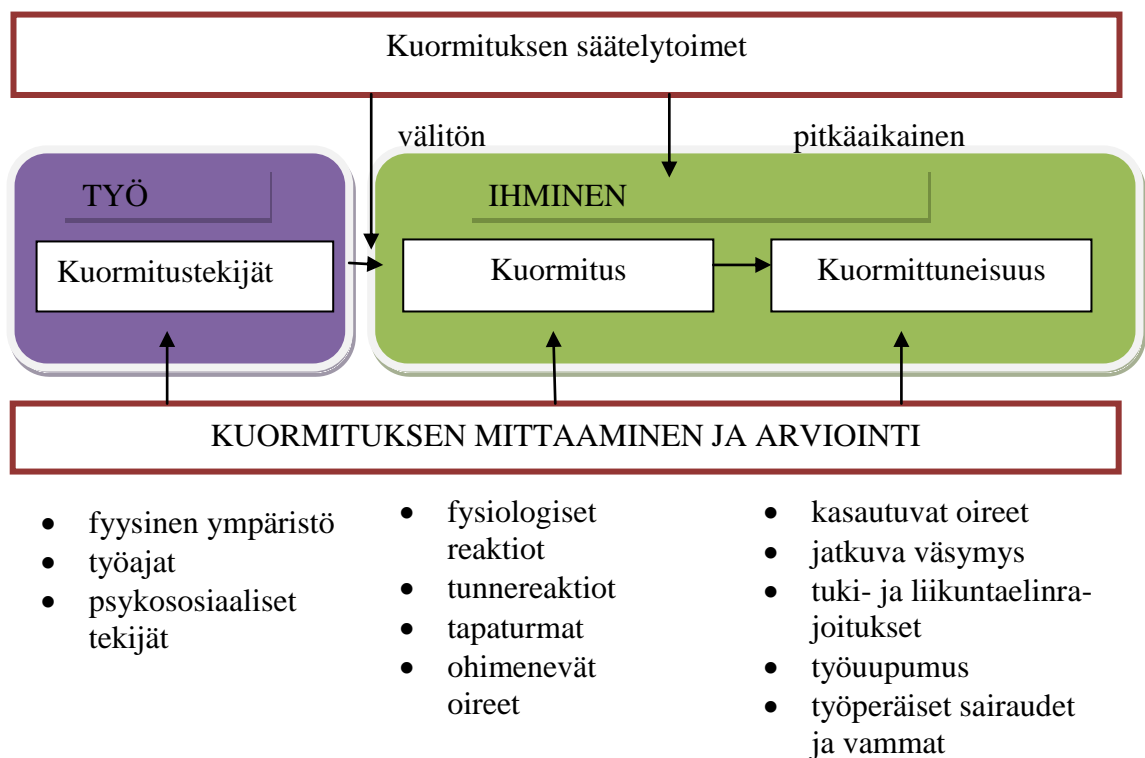 Kuormituksen säätelytoimet
välitön
pitkäaikainen
TYÖ
IHMINEN
Kuormitustekijät
Kuormitus
Kuormittuneisuus
KUORMITUKSEN MITTAAMINEN JA ARVIOINTI
• fyysinen ympäristö
• työajat
• psykososiaaliset
tekijät
• fysiologiset
reaktiot
• tunnereaktiot
• tapaturmat
• ohimenevät
oireet
• kasautuvat oireet
• jatkuva väsymys
• tuki- ja liikuntaelinra-
joitukset
• työuupumus
• työperäiset sairaudet
ja vammat